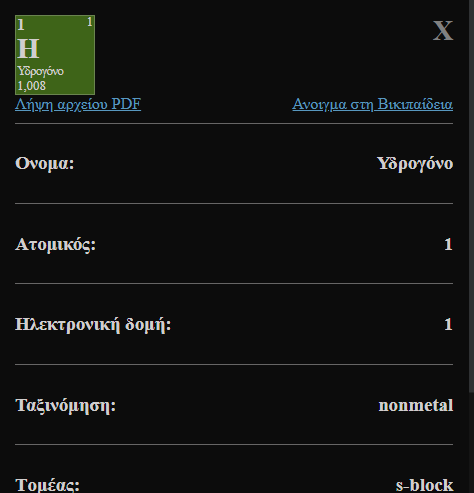 1 1
H
Υδρογόνο
1,008
X
Λήψη αρχείου PDF Ανοιγμα στη Βικιπαίδεια
Ονομα: Υδρογόνο
Ατομικός: 1
Ηλεκτρονική δομή: 1
Ταξινόμηση: nonmetal
Τομέας: s-block